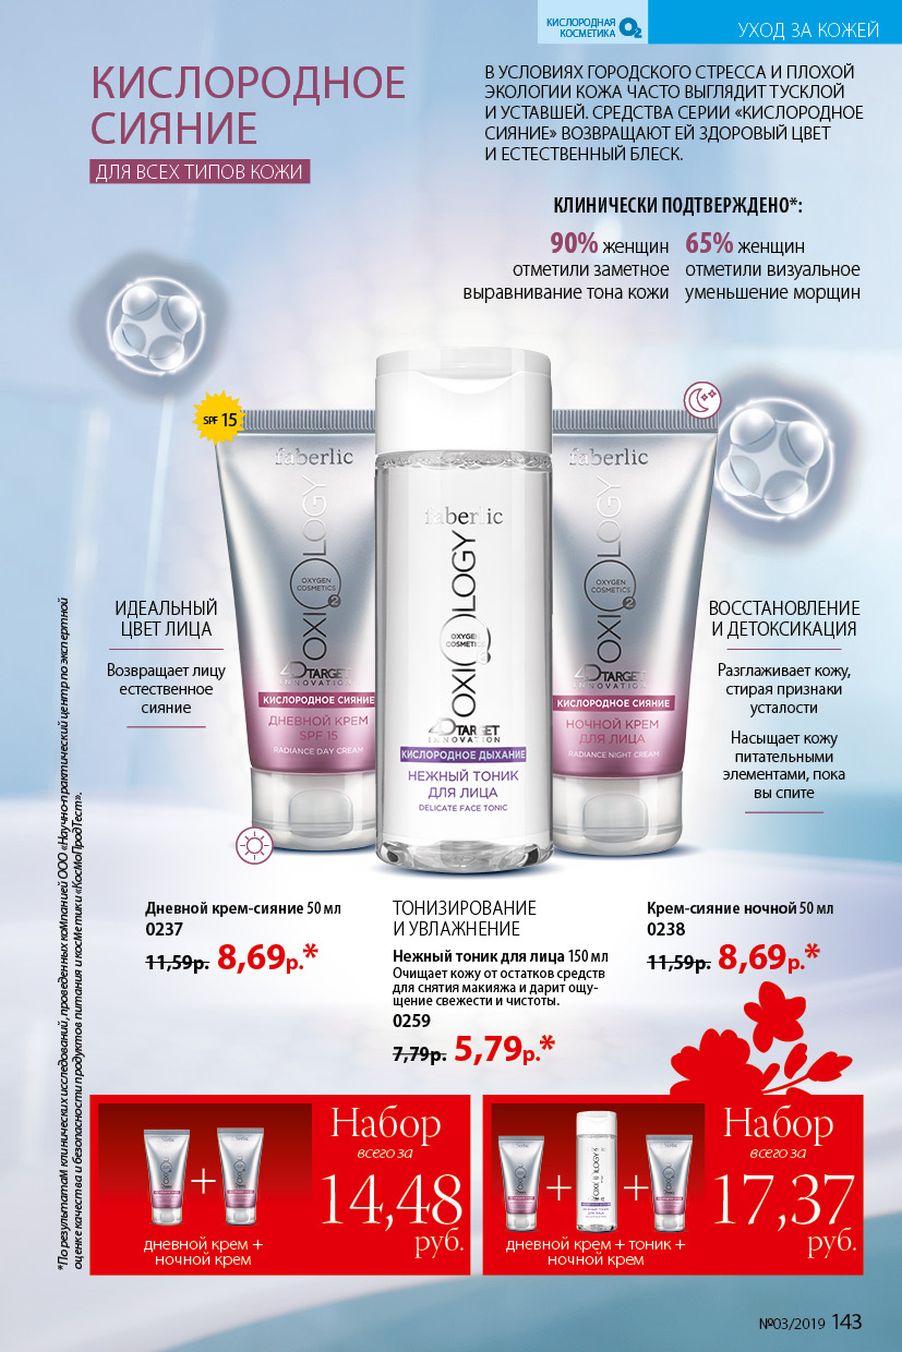 КИСЛОРОДНАЯ
КОСМЕТИКА O2
УХОД ЗА КОЖЕЙ
КИСЛОРОДНОЕ
СИЯНИЕ
ДЛЯ ВСЕХ ТИПОВ КОЖИ
В УСЛОВИЯХ ГОРОДСКОГО СТРЕССА И ПЛОХОЙ
ЭКОЛОГИИ КОЖА ЧАСТО ВЫГЛЯДИТ ТУСКЛОЙ
И УСТАВШЕЙ. СРЕДСТВА СЕРИИ «КИСЛОРОДНОЕ
СИЯНИЕ» ВОЗВРАЩАЮТ ЕЙ ЗДОРОВЫЙ ЦВЕТ
И ЕСТЕСТВЕННЫЙ БЛЕСК.
КЛИНИЧЕСКИ ПОДТВЕРЖДЕНО*:
90% женщин
отметили заметное
выравнивание тона кожи
65% женщин
отметили визуальное
уменьшение морщин
SPF 15
faberlic
OXIOLOGY
OXYGEN
COSMETICS
2
4D TARGET
INNOVATION
КИСЛОРОДНОЕ СИЯНИЕ
ДНЕВНОЙ КРЕМ
SPF 15
RADIANCE DAY CREAM
faberlic
OXIOLOGY
OXYGEN
COSMETICS
2
4D TARGET
INNOVATION
КИСЛОРОДНОЕ ДЫХАНИЕ
НЕЖНЫЙ ТОНИК
ДЛЯ ЛИЦА
DELICATE FACE TONIC
faberlic
OXIOLOGY
OXYGEN
COSMETICS
2
4D TARGET
INNOVATION
КИСЛОРОДНОЕ СИЯНИЕ
НОЧНОЙ КРЕМ
ДЛЯ ЛИЦА
RADIANCE NIGHT CREAM
ИДЕАЛЬНЫЙ
ЦВЕТ ЛИЦА
Возвращает лицу
естественное
сияние
ВОССТАНОВЛЕНИЕ
И ДЕТОКСИКАЦИЯ
Разглаживает кожу,
стирая признаки
усталости
Насыщает кожу
питательными
элементами, пока
вы спите
Дневной крем-сияние 50 мл
0237
11,59р. 8,69р.*
ТОНИЗИРОВАНИЕ
И УВЛАЖНЕНИЕ
Нежный тоник для лица 150 мл
Очищает кожу от остатков средств
для снятия макияжа и дарит ощу-
щение свежести и чистоты.
0259
7,79р. 5,79р.*
Крем-сияние ночной 50 мл
0238
11,59р. 8,69р.*
*По результатам клинических исследований, проведенных компанией ООО «Научно-практический центр по экспертной
оценке качества и безопасности продуктов питания и косметики «КосМоПродТест».
дневной крем +
ночной крем
Набор
всего за
14,48
руб.
дневной крем + тоник +
ночной крем
Набор
всего за
17,37
руб.
№03/2019 143